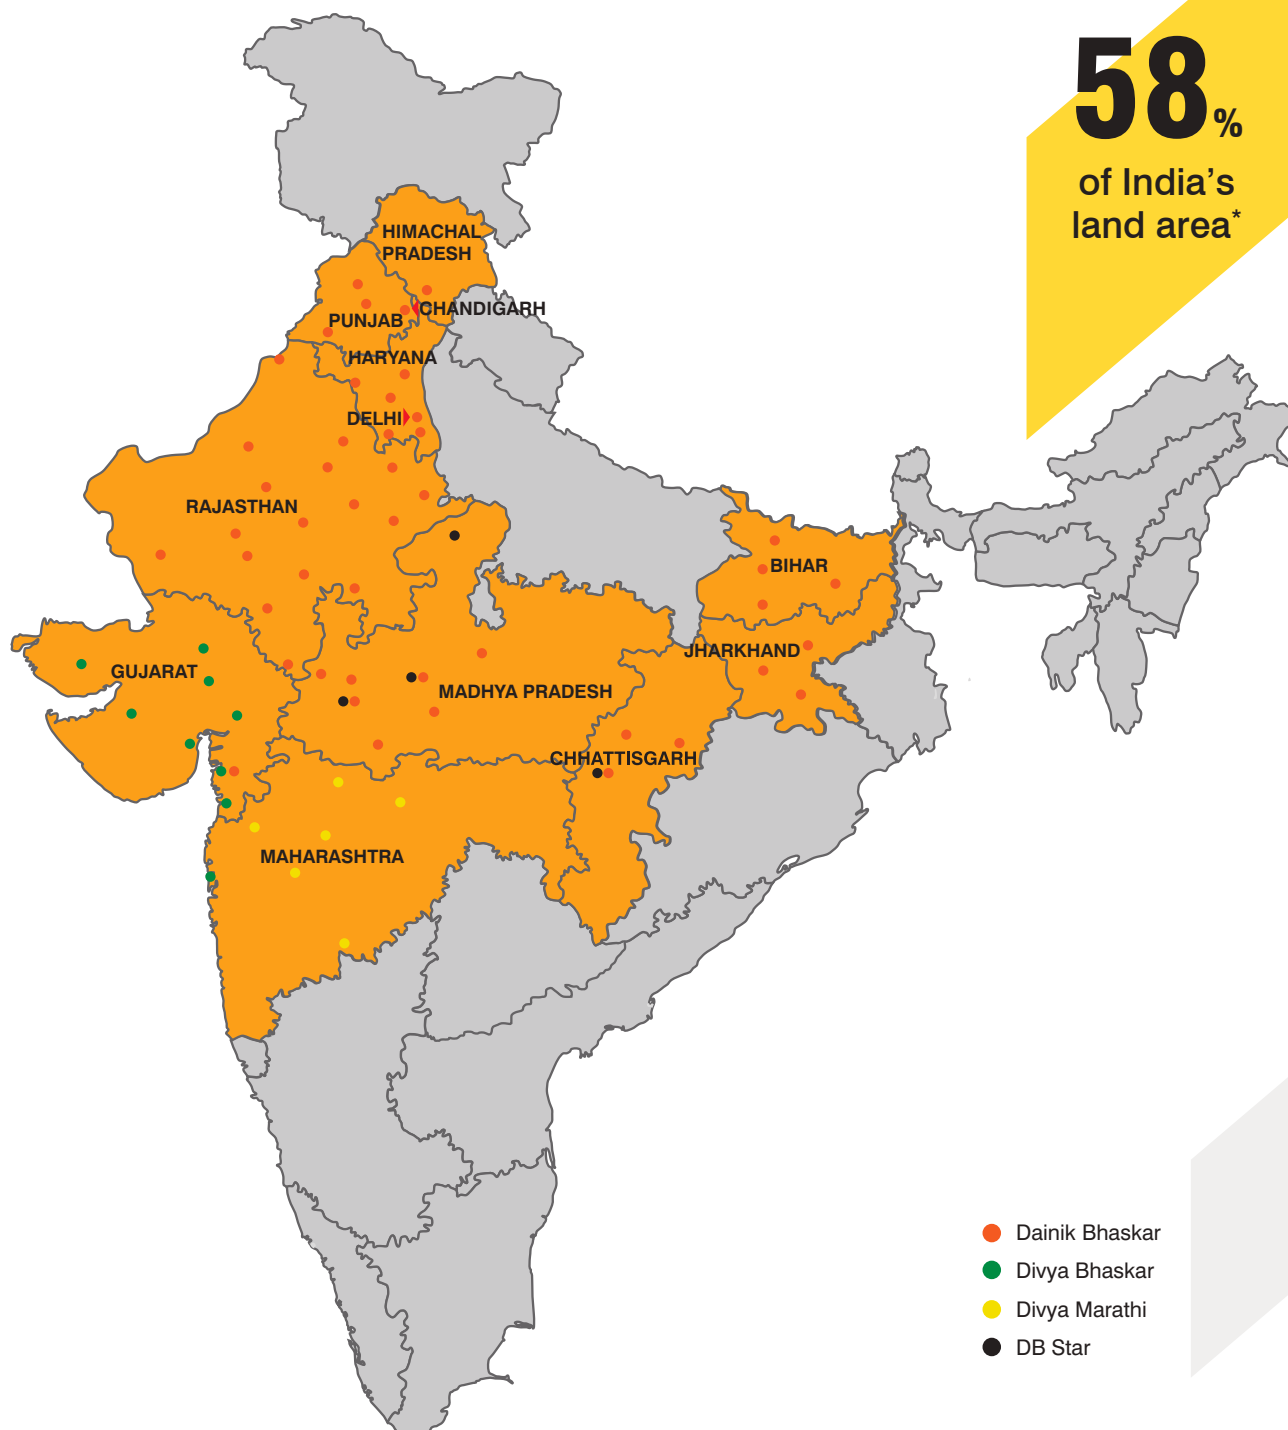 58%
of India's
land area*
HIMACHAL
PRADESH
CHANDIGARH
PUNJAB
HARYANA
DELHI
RAJASTHAN
BIHAR
JHARKHAND
GUJARAT
MADHYA PRADESH
CHHATTISGARH
MAHARASHTRA
Dainik Bhaskar
Divya Bhaskar
Divya Marathi
DB Star